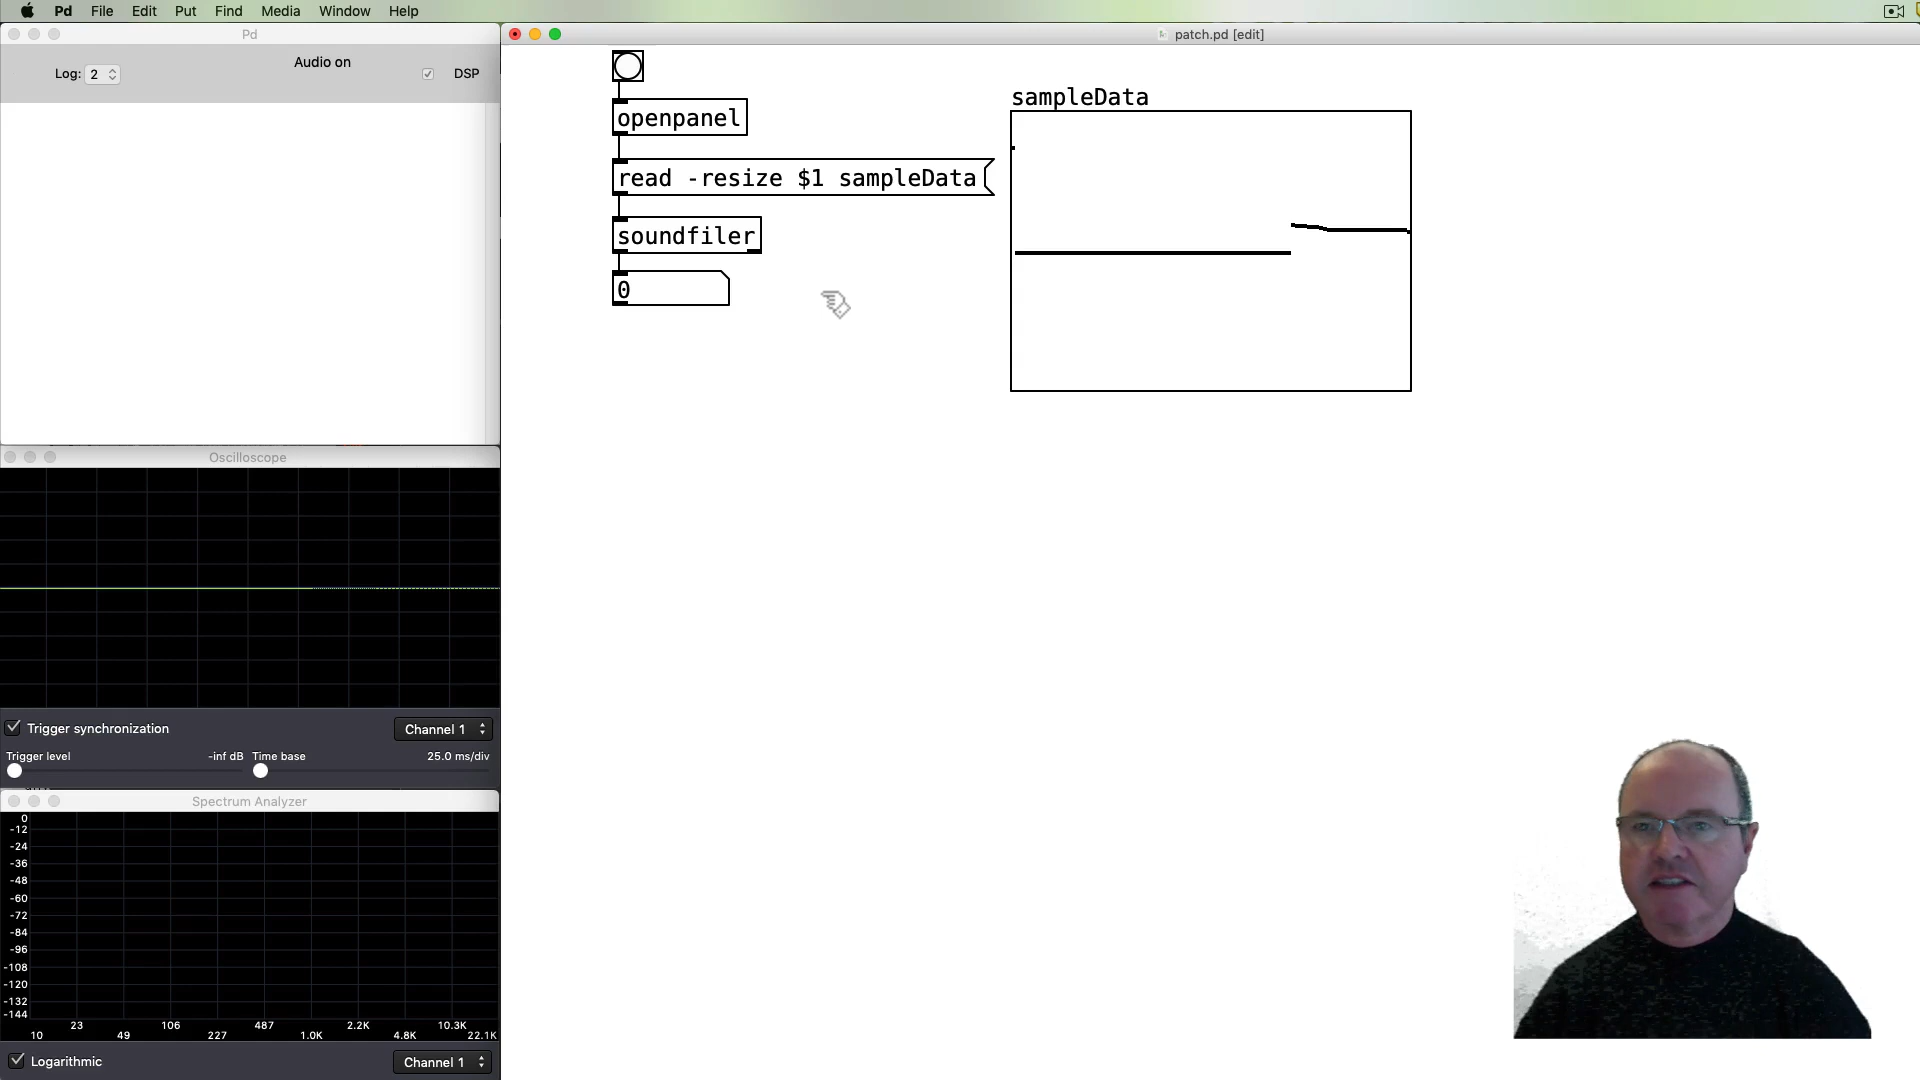 Pd File Edit Put Find Media Window Help
Pd
Audio on
Log: 2
DSP
patch.pd [edit]
openpanel
read -resize $1 sampleData
soundfiler
0
sampleData
Oscilloscope
Trigger synchronization
Channel 1
Trigger level
-inf dB
Time base
25.0 ms/div
Spectrum Analyzer
0
-12
-24
-36
-48
-60
-72
-84
-96
-108
-120
-132
-144
23 106 487 2.2K 10.3K
10 49 227 1.0K 4.8K 22.1K
Logarithmic
Channel 1